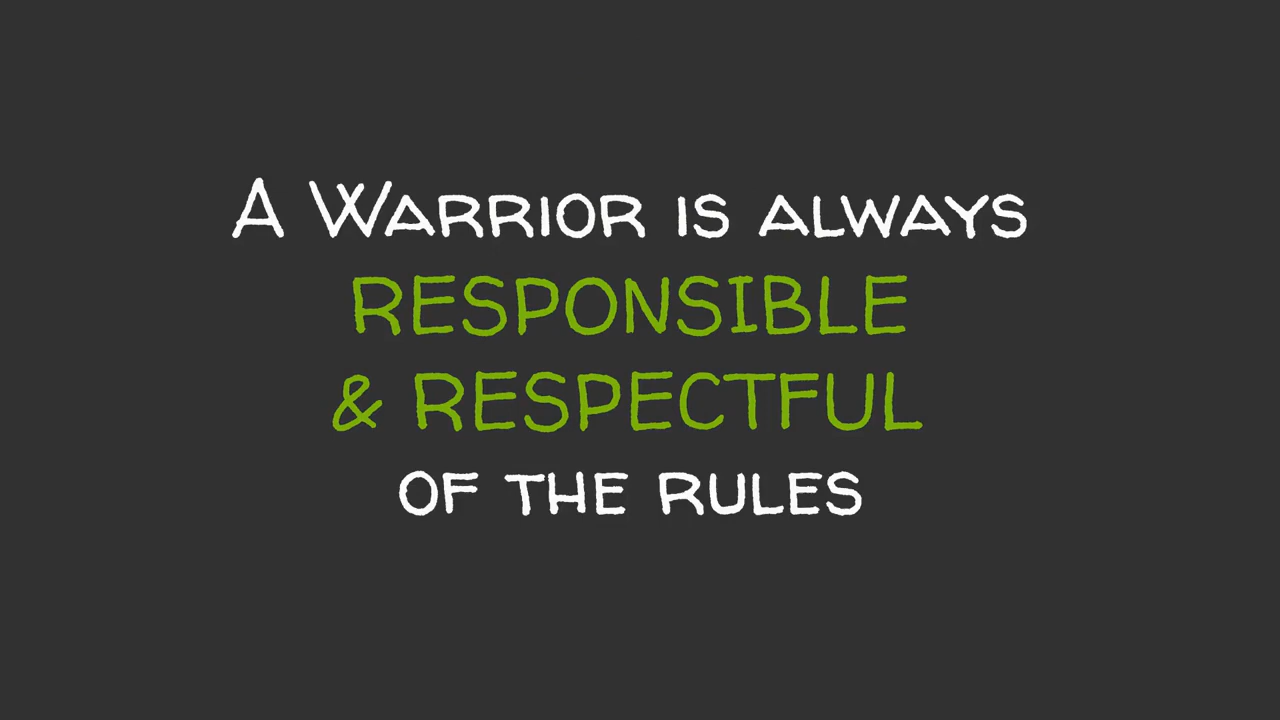 A Warrior is always
RESPONSIBLE
& RESPECTFUL
of the rules